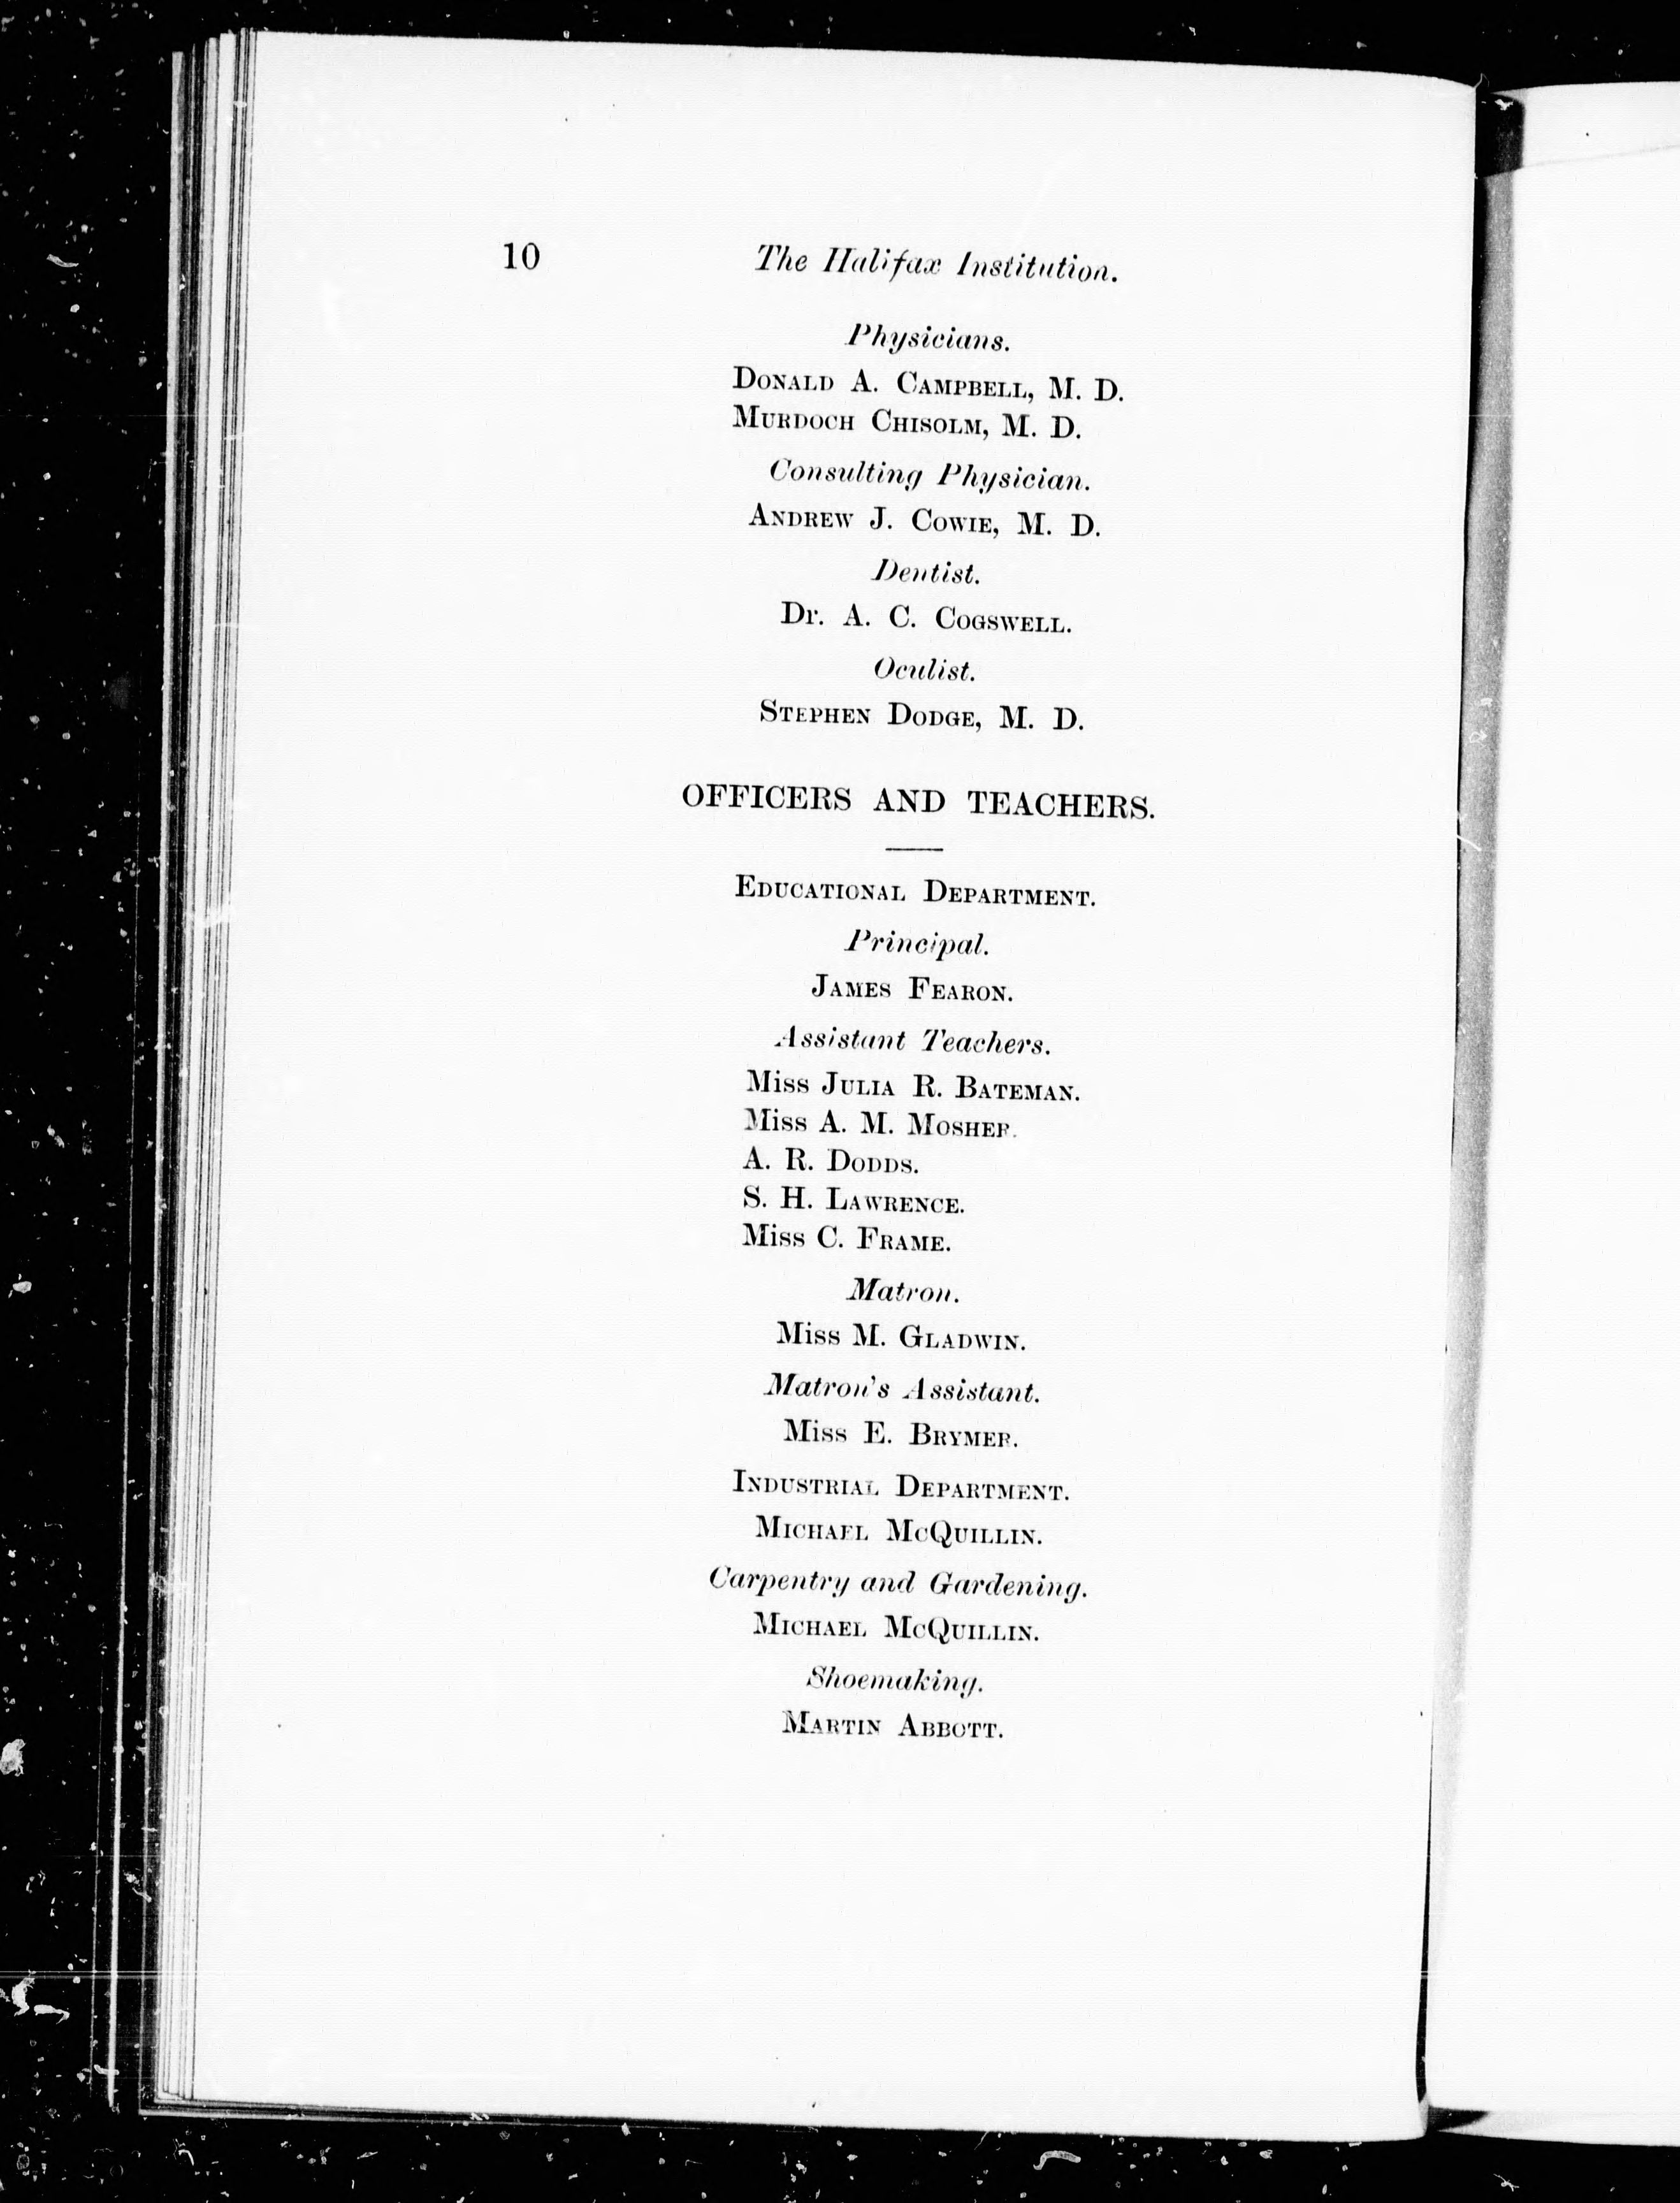 10 The Halifax Institution.
Physicians.
DONALD A. CAMPBELL, M. D.
MURDOCH CHISOLM, M. D.
Consulting Physician.
ANDREW J. COWIE, M. D.
Dentist.
Dr. A. C. COGSWELL.
Oculist.
STEPHEN DODGE, M. D.
OFFICERS AND TEACHERS.
EDUCATIONAL DEPARTMENT.
Principal.
JAMES FEARON.
Assistant Teachers.
Miss JULIA R. BATEMAN.
Miss A. M. MOSHER.
A. R. DODDS.
S. H. LAWRENCE.
Miss C. FRAME.
Matron.
Miss M. GLADWIN.
Matron's Assistant.
Miss E. BRYMER.
INDUSTRIAL DEPARTMENT.
MICHAEL MCQUILLIN.
Carpentry and Gardening.
MICHAEL MCQUILLIN.
Shoemaking.
MARTIN ABBOTT.